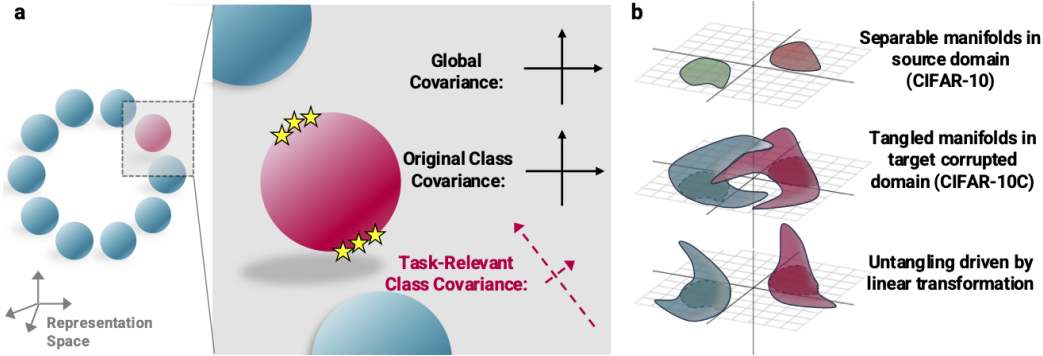 a
Global
Covariance:
Original Class
Covariance:
Task-Relevant
Class Covariance:
Representation
Space
b
Separable manifolds in
source domain
(CIFAR-10)
Tangled manifolds in
target corrupted
domain (CIFAR-10C)
Untangling driven by
linear transformation